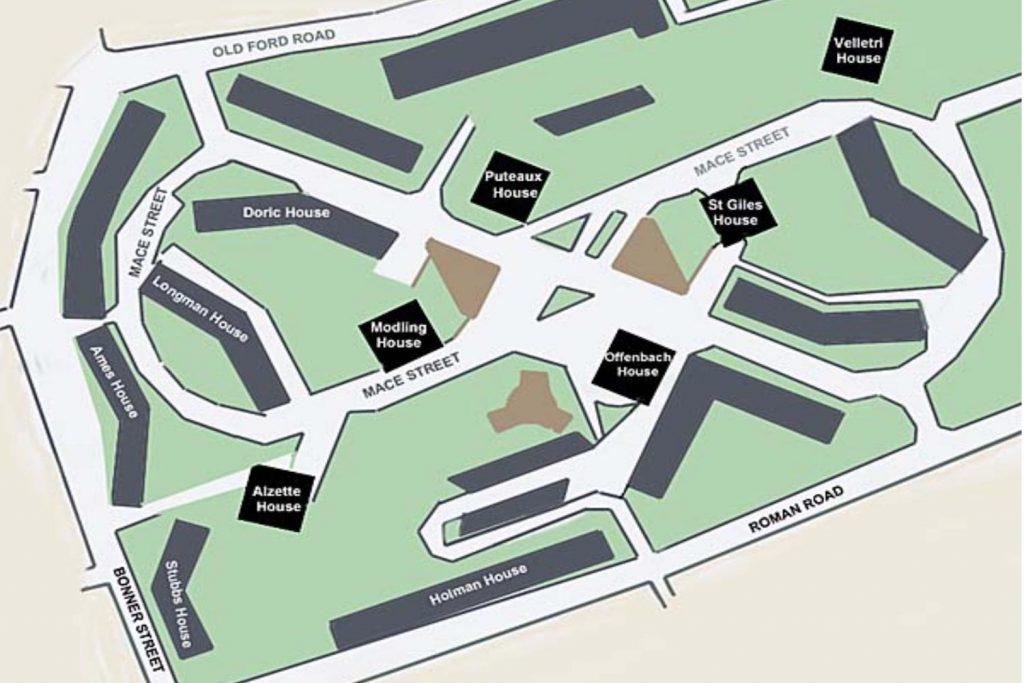 OLD FORD ROAD
Velletri
House
MACE STREET
Puteaux
House
St Giles
House
Doric House
MACE STREET
Longman House
Modling
House
MACE STREET
Offenbach
House
Ames House
Alzette
House
ROMAN ROAD
Holman House
Stubbs House
BONNER STREET